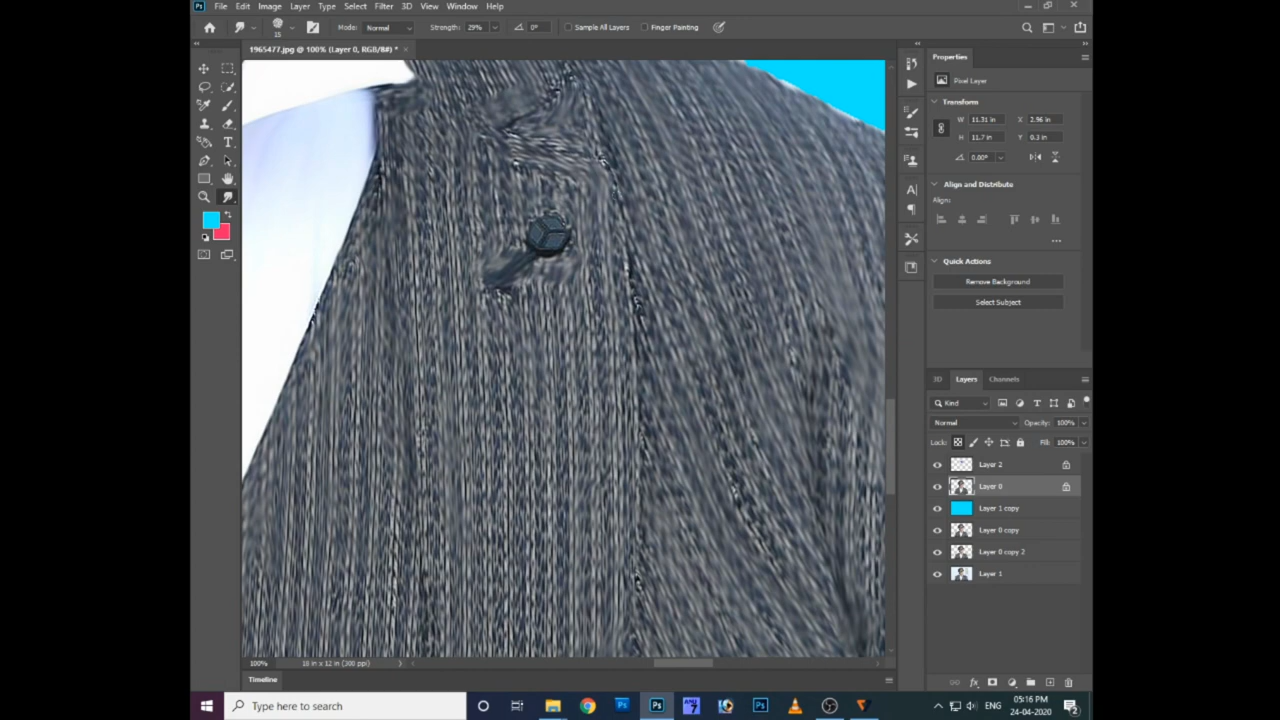 Ps File Edit Image Layer Type Select Filter 3D View Window Help
15 Mode: Normal Strength: 29% 0° Sample All Layers Finger Painting
1965477.jpg @ 100% (Layer 0, RGB/8#) * ×
Properties
Pixel Layer
Transform
W 11.31 in X 2.96 in
H 11.7 in Y 0.3 in
0.00°
Align and Distribute
Align:
Quick Actions
Remove Background
Select Subject
3D Layers Channels
Kind
Normal Opacity: 100%
Lock: Fill: 100%
Layer 2
Layer 0
Layer 1 copy
Layer 0 copy
Layer 0 copy 2
Layer 1
100% 18 in x 12 in (300 ppi)
Timeline
Type here to search
Ps
ENG
05:16 PM
24-04-2020
2